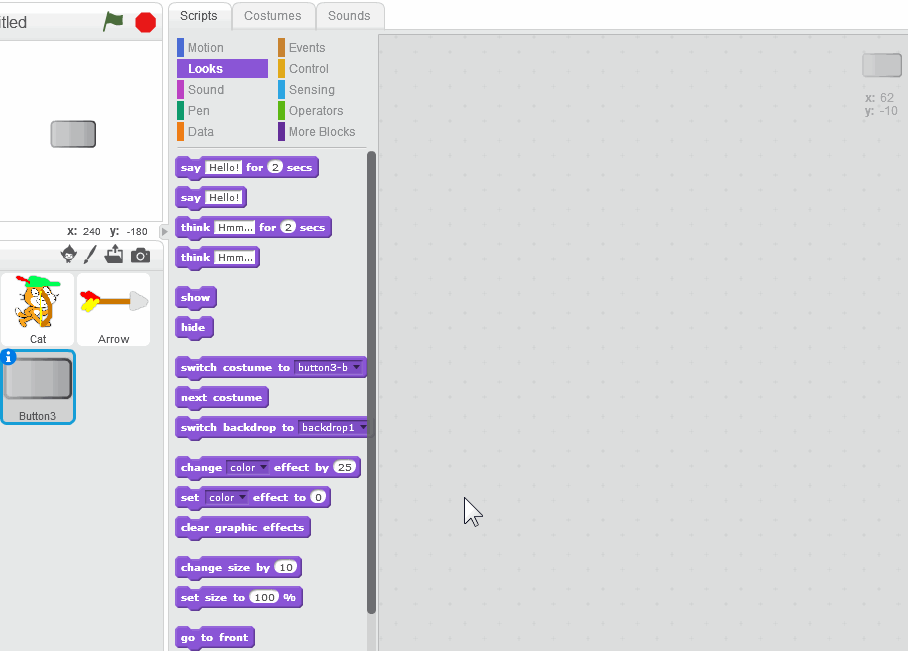 itled
Scripts Costumes Sounds
Motion Events
Looks Control
Sound Sensing
Pen Operators
Data More Blocks
x: 62
y: -10
say Hello! for 2 secs
say Hello!
think Hmm... for 2 secs
think Hmm...
show
hide
switch costume to button3-b
next costume
switch backdrop to backdrop1
change color effect by 25
set color effect to 0
clear graphic effects
change size by 10
set size to 100 %
go to front
x: 240 y: -180
Cat Arrow
i
Button3